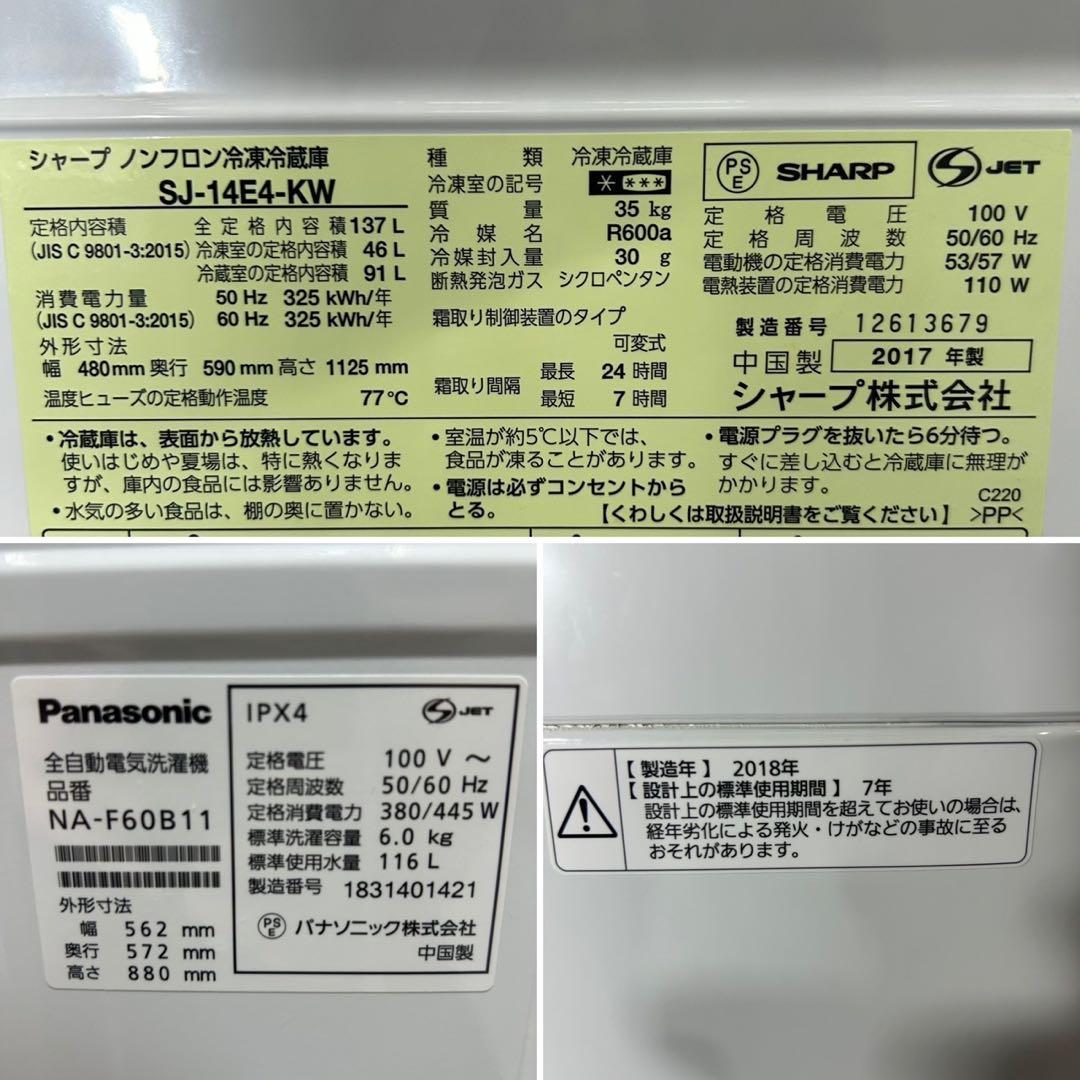 シャープ ノンフロン冷凍冷蔵庫
SJ-14E4-KW
定格内容積 全定格内容積 137 L
(JIS C 9801-3:2015) 冷凍室の定格内容積 46 L
冷蔵室の定格内容積 91 L
消費電力量 50 Hz 325 kWh/年
(JIS C 9801-3:2015) 60 Hz 325 kWh/年
外形寸法
幅 480mm 奥行 590mm 高さ 1125mm
温度ヒューズの定格動作温度 77℃
種類 冷凍冷蔵庫
冷凍室の記号 * ***
質量 35 kg
冷媒名 R600a
冷媒封入量 30 g
断熱発泡ガス シクロペンタン
霜取り制御装置のタイプ
可変式
霜取り間隔 最長 24 時間
最短 7 時間
PSE SHARP S JET
定格電圧 100 V
定格周波数 50/60 Hz
電動機の定格消費電力 53/57 W
電熱装置の定格消費電力 110 W
製造番号 12613679
中国製 2017 年製
シャープ株式会社
・冷蔵庫は、表面から放熱しています。
使いはじめや夏場は、特に熱くなりま
すが、庫内の食品には影響ありません。
・水気の多い食品は、棚の奥に置かない。
・室温が約5℃以下では、
食品が凍ることがあります。
・電源は必ずコンセントから
とる。
・電源プラグを抜いたら6分待つ。
すぐに差し込むと冷蔵庫に無理が
かかります。
C220
【くわしくは取扱説明書をご覧ください】 >PP<
Panasonic
全自動電気洗濯機
品番
NA-F60B11
外形寸法
幅 562 mm
奥行 572 mm
高さ 880 mm
IPX4 S JET
定格電圧 100 V ～
定格周波数 50/60 Hz
定格消費電力 380/445 W
標準洗濯容量 6.0 kg
標準使用水量 116 L
製造番号 1831401421
PSE パナソニック株式会社
中国製
【製造年】 2018年
【設計上の標準使用期間】 7年
設計上の標準使用期間を超えてお使いの場合は、
経年劣化による発火・けがなどの事故に至る
おそれがあります。